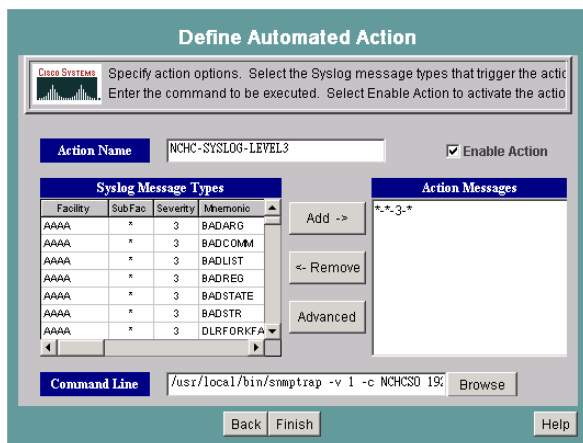 Define Automated Action
CISCO SYSTEMS
Specify action options. Select the Syslog message types that trigger the
Enter the command to be executed. Select Enable Action to activate the
Action Name
NCHC-SYSLOG-LEVEL3
Enable Action
Syslog Message Types
Facility SubFac Severity Mnemonic
AAAA * 3 BADARG
AAAA * 3 BADCOMM
AAAA * 3 BADLIST
AAAA * 3 BADREG
AAAA * 3 BADSTATE
AAAA * 3 BADSTR
AAAA * 3 DLRFORKFA
Add ->
<- Remove
Advanced
Action Messages
*-*-3-*
Command Line
/usr/local/bin/snmptrap -v 1 -c NCHCSO
Browse
Back
Finish
Help